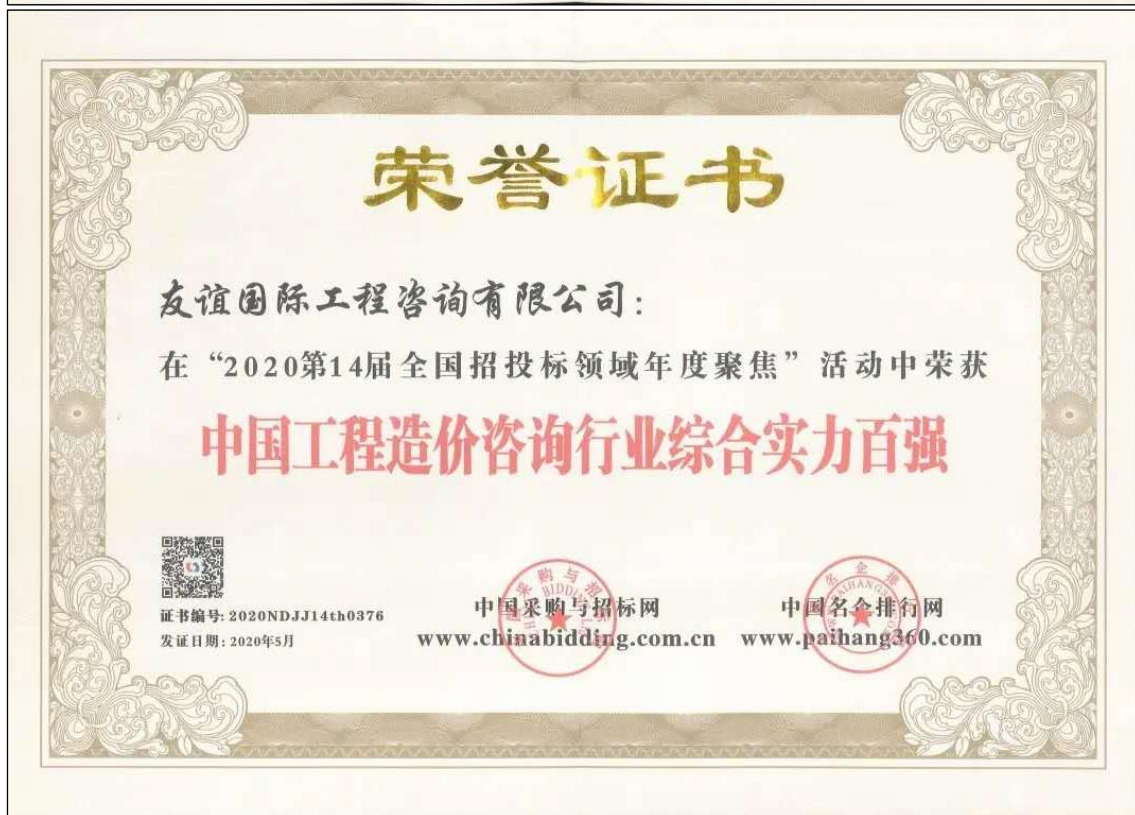 荣誉证书
友谊国际工程咨询有限公司:
在“2020第14届全国招投标领域年度聚焦”活动中荣获
中国工程造价咨询行业综合实力百强
证书编号: 2020NDJJ14th0376
发证日期: 2020年5月
中国采购与招标网
www.chinabidding.com.cn
中国名企排行网
www.paihang360.com